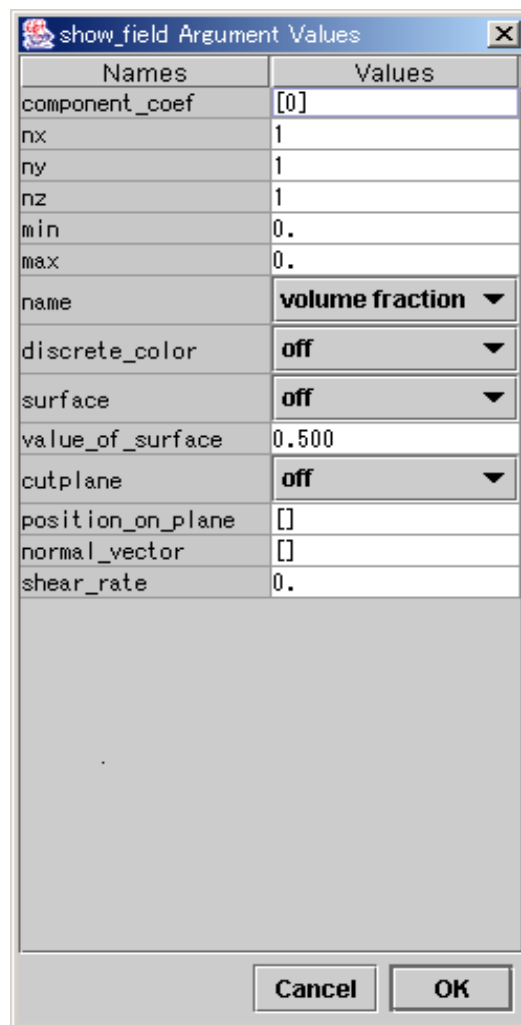 show_field Argument Values
Names Values
component_coef [0]
nx 1
ny 1
nz 1
min 0.
max 0.
name volume fraction
discrete_color off
surface off
value_of_surface 0.500
cutplane off
position_on_plane []
normal_vector []
shear_rate 0.
Cancel OK